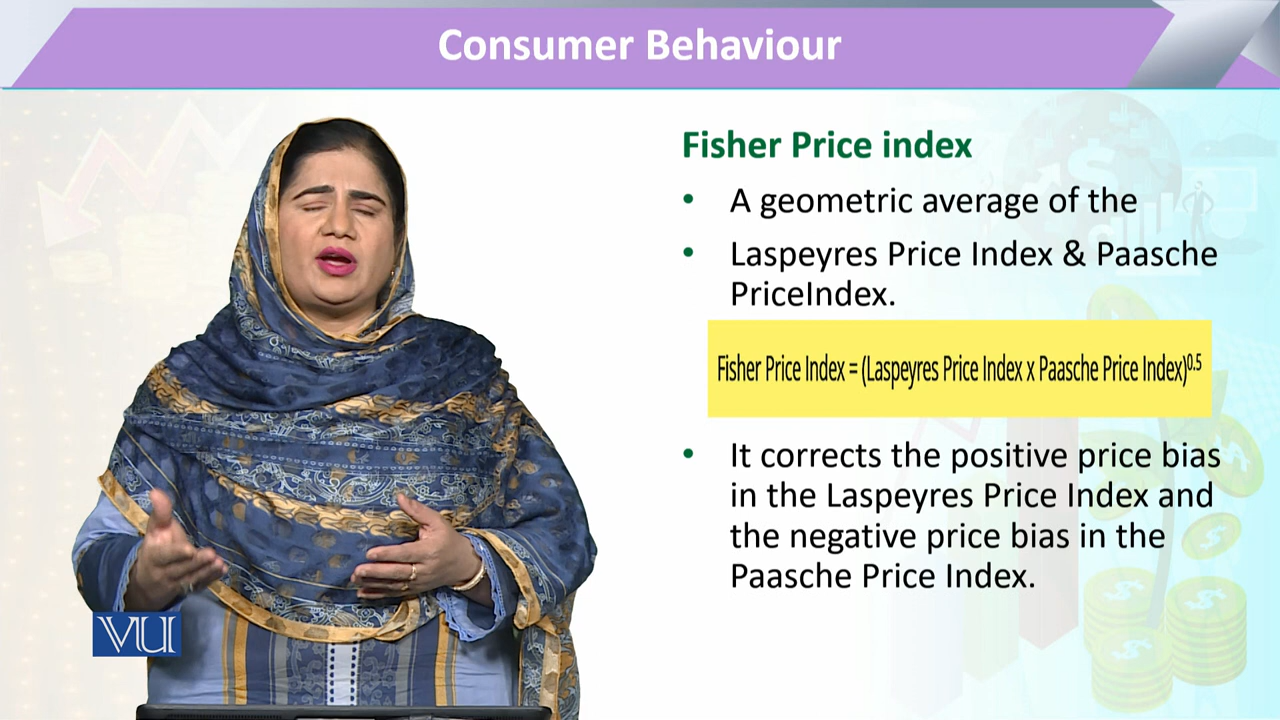 Consumer Behaviour
Fisher Price index
• A geometric average of the
• Laspeyres Price Index & Paasche
PriceIndex.
Fisher Price Index = (Laspeyres Price Index x Paasche Price Index)^0.5
• It corrects the positive price bias
in the Laspeyres Price Index and
the negative price bias in the
Paasche Price Index.
VU